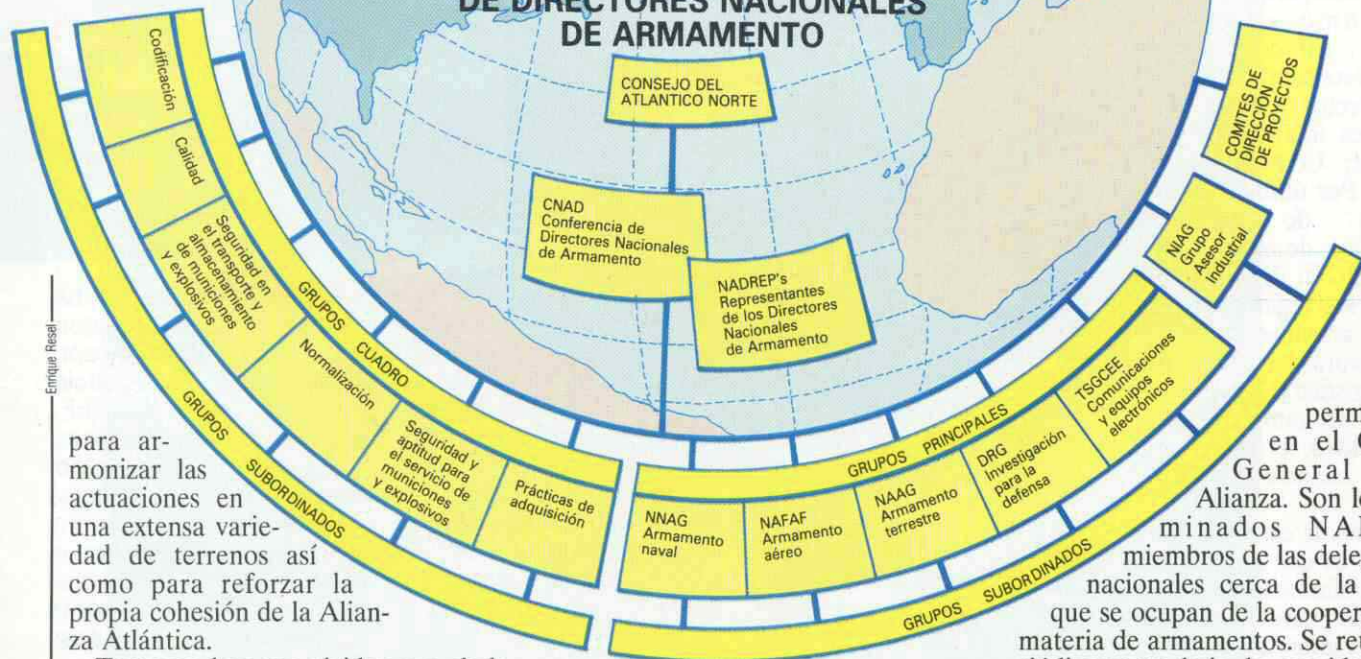 DE DIRECTORES NACIONALES
DE ARMAMENTO
CONSEJO DEL
ATLANTICO NORTE
CNAD
Conferencia de
Directores Nacionales
de Armamento
NADREP's
Representantes
de los Directores
Nacionales
de Armamento
COMITES DE
DIRECCION
DE PROYECTOS
NIAG
Grupo
Asesor
Industrial
GRUPOS CUADRO
Codificación
Calidad
Seguridad en
el transporte y
almacenamiento
de municiones
y explosivos
Normalización
Seguridad y
aptitud para
el servicio de
municiones
y explosivos
Prácticas de
adquisición
GRUPOS SUBORDINADOS
GRUPOS PRINCIPALES
NNAG
Armamento
naval
NAFAF
Armamento
aéreo
NAAG
Armamento
terrestre
DRG
Investigación
para la
defensa
TSGCEE
Comunicaciones
y equipos
electrónicos
GRUPOS SUBORDINADOS
Enrique Resel
para ar-
monizar las
actuaciones en
una extensa varie-
dad de terrenos así
como para reforzar la
propia cohesión de la Alian-
za Atlántica.
perm
en el
General
Alianza. Son l
minados
miembros de las dele
nacionales cerca de la
que se ocupan de la cooper
materia de armamentos. Se re